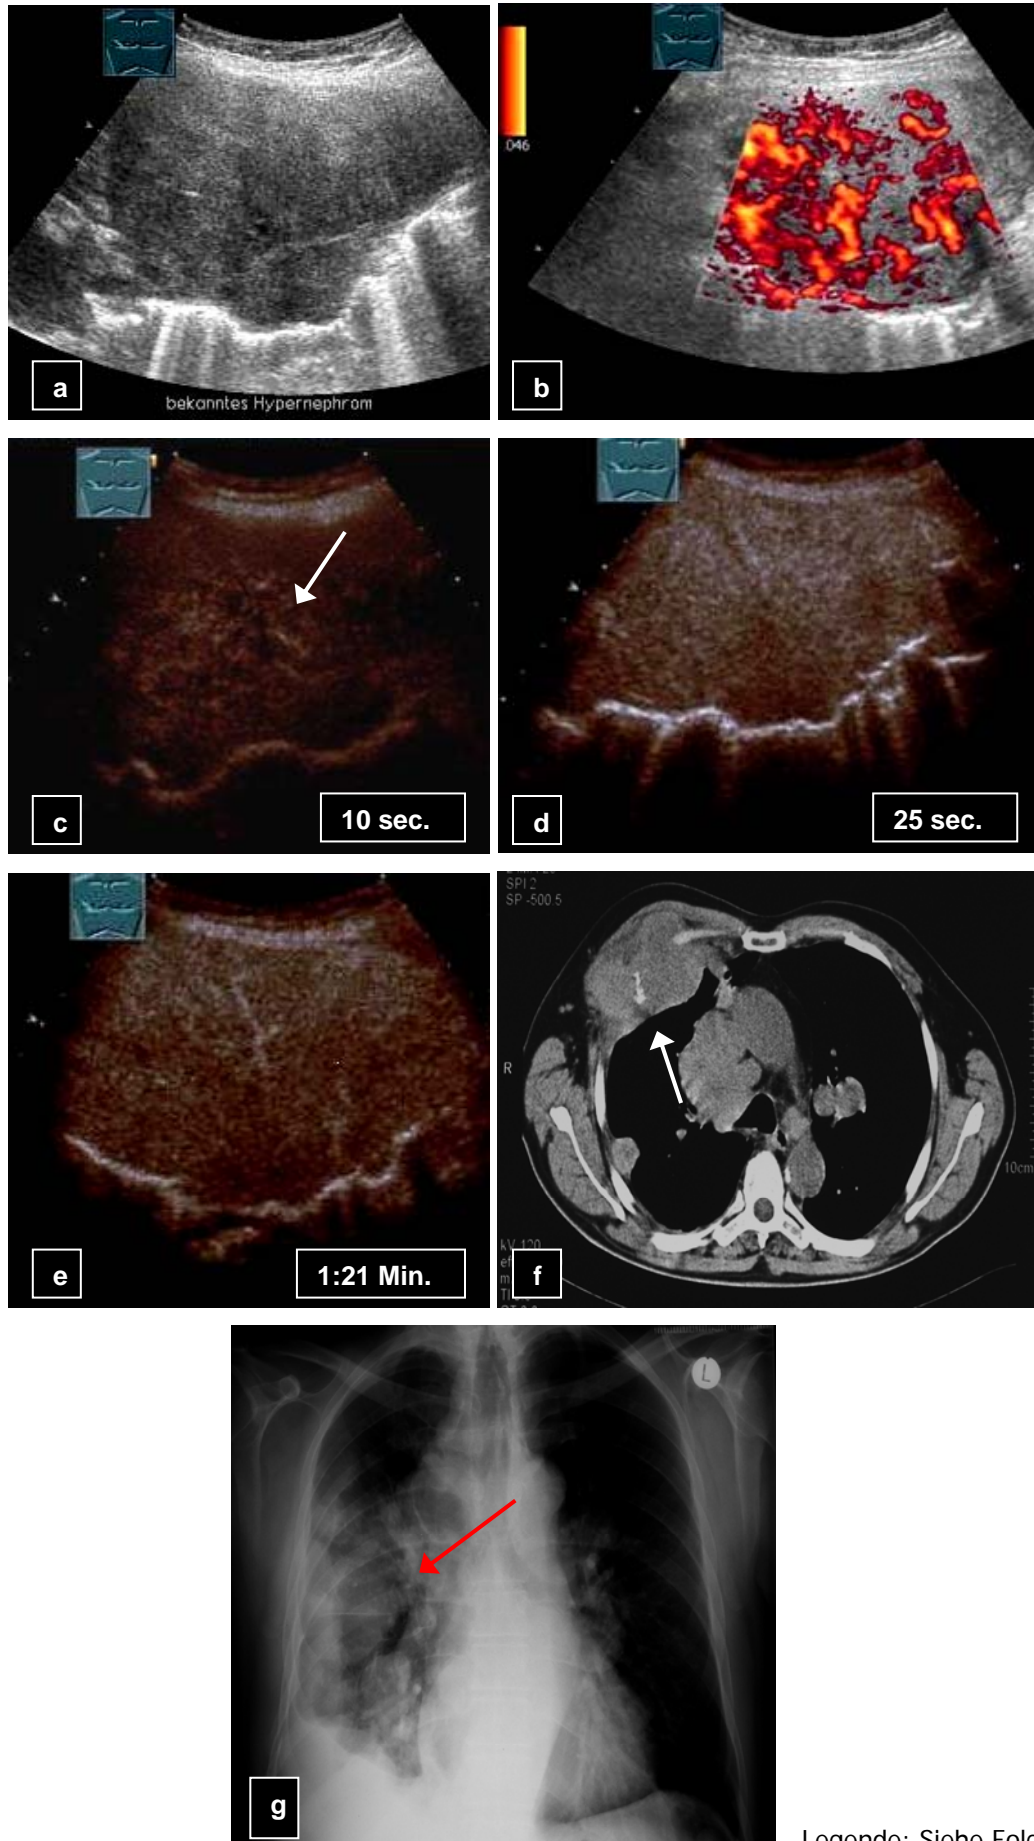 .046
a
bekanntes Hypernephrom
b
c
10 sec.
d
25 sec.
e
1:21 Min.
SPI 2
SP -500.5
R
10cm
kV 120
f
L
g
Legende: Siehe